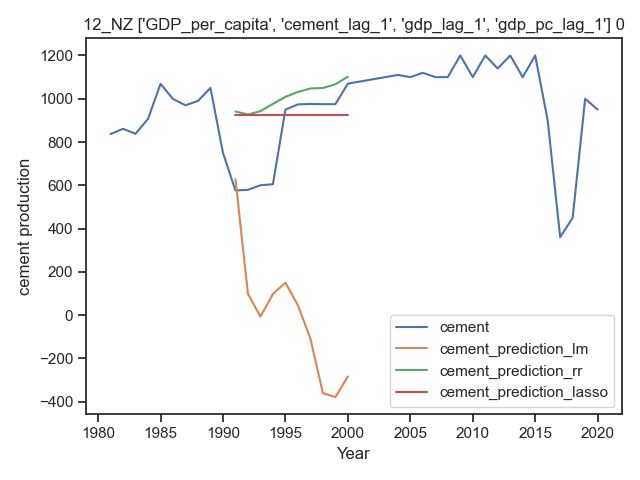 12_NZ ['GDP_per_capita', 'cement_lag_1', 'gdp_lag_1', 'gdp_pc_lag_1'] 0
1200
1000
800
600
400
200
0
−200
−400
cement production
cement
cement_prediction_lm
cement_prediction_rr
cement_prediction_lasso
1980 1985 1990 1995 2000 2005 2010 2015 2020
Year